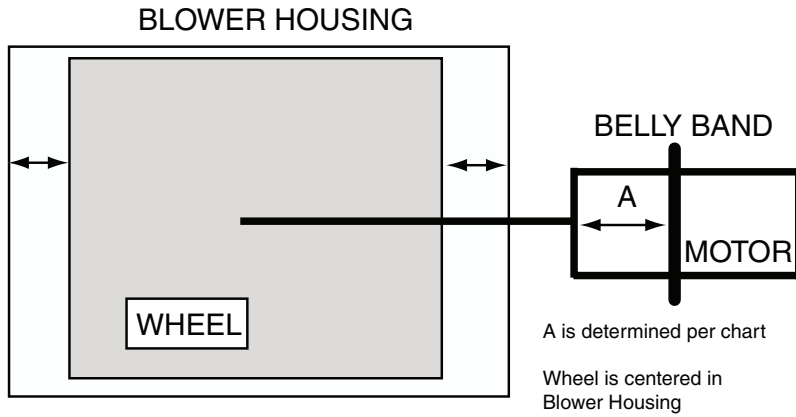 BLOWER HOUSING
BELLY BAND
A
MOTOR
WHEEL
A is determined per chart
Wheel is centered in
Blower Housing